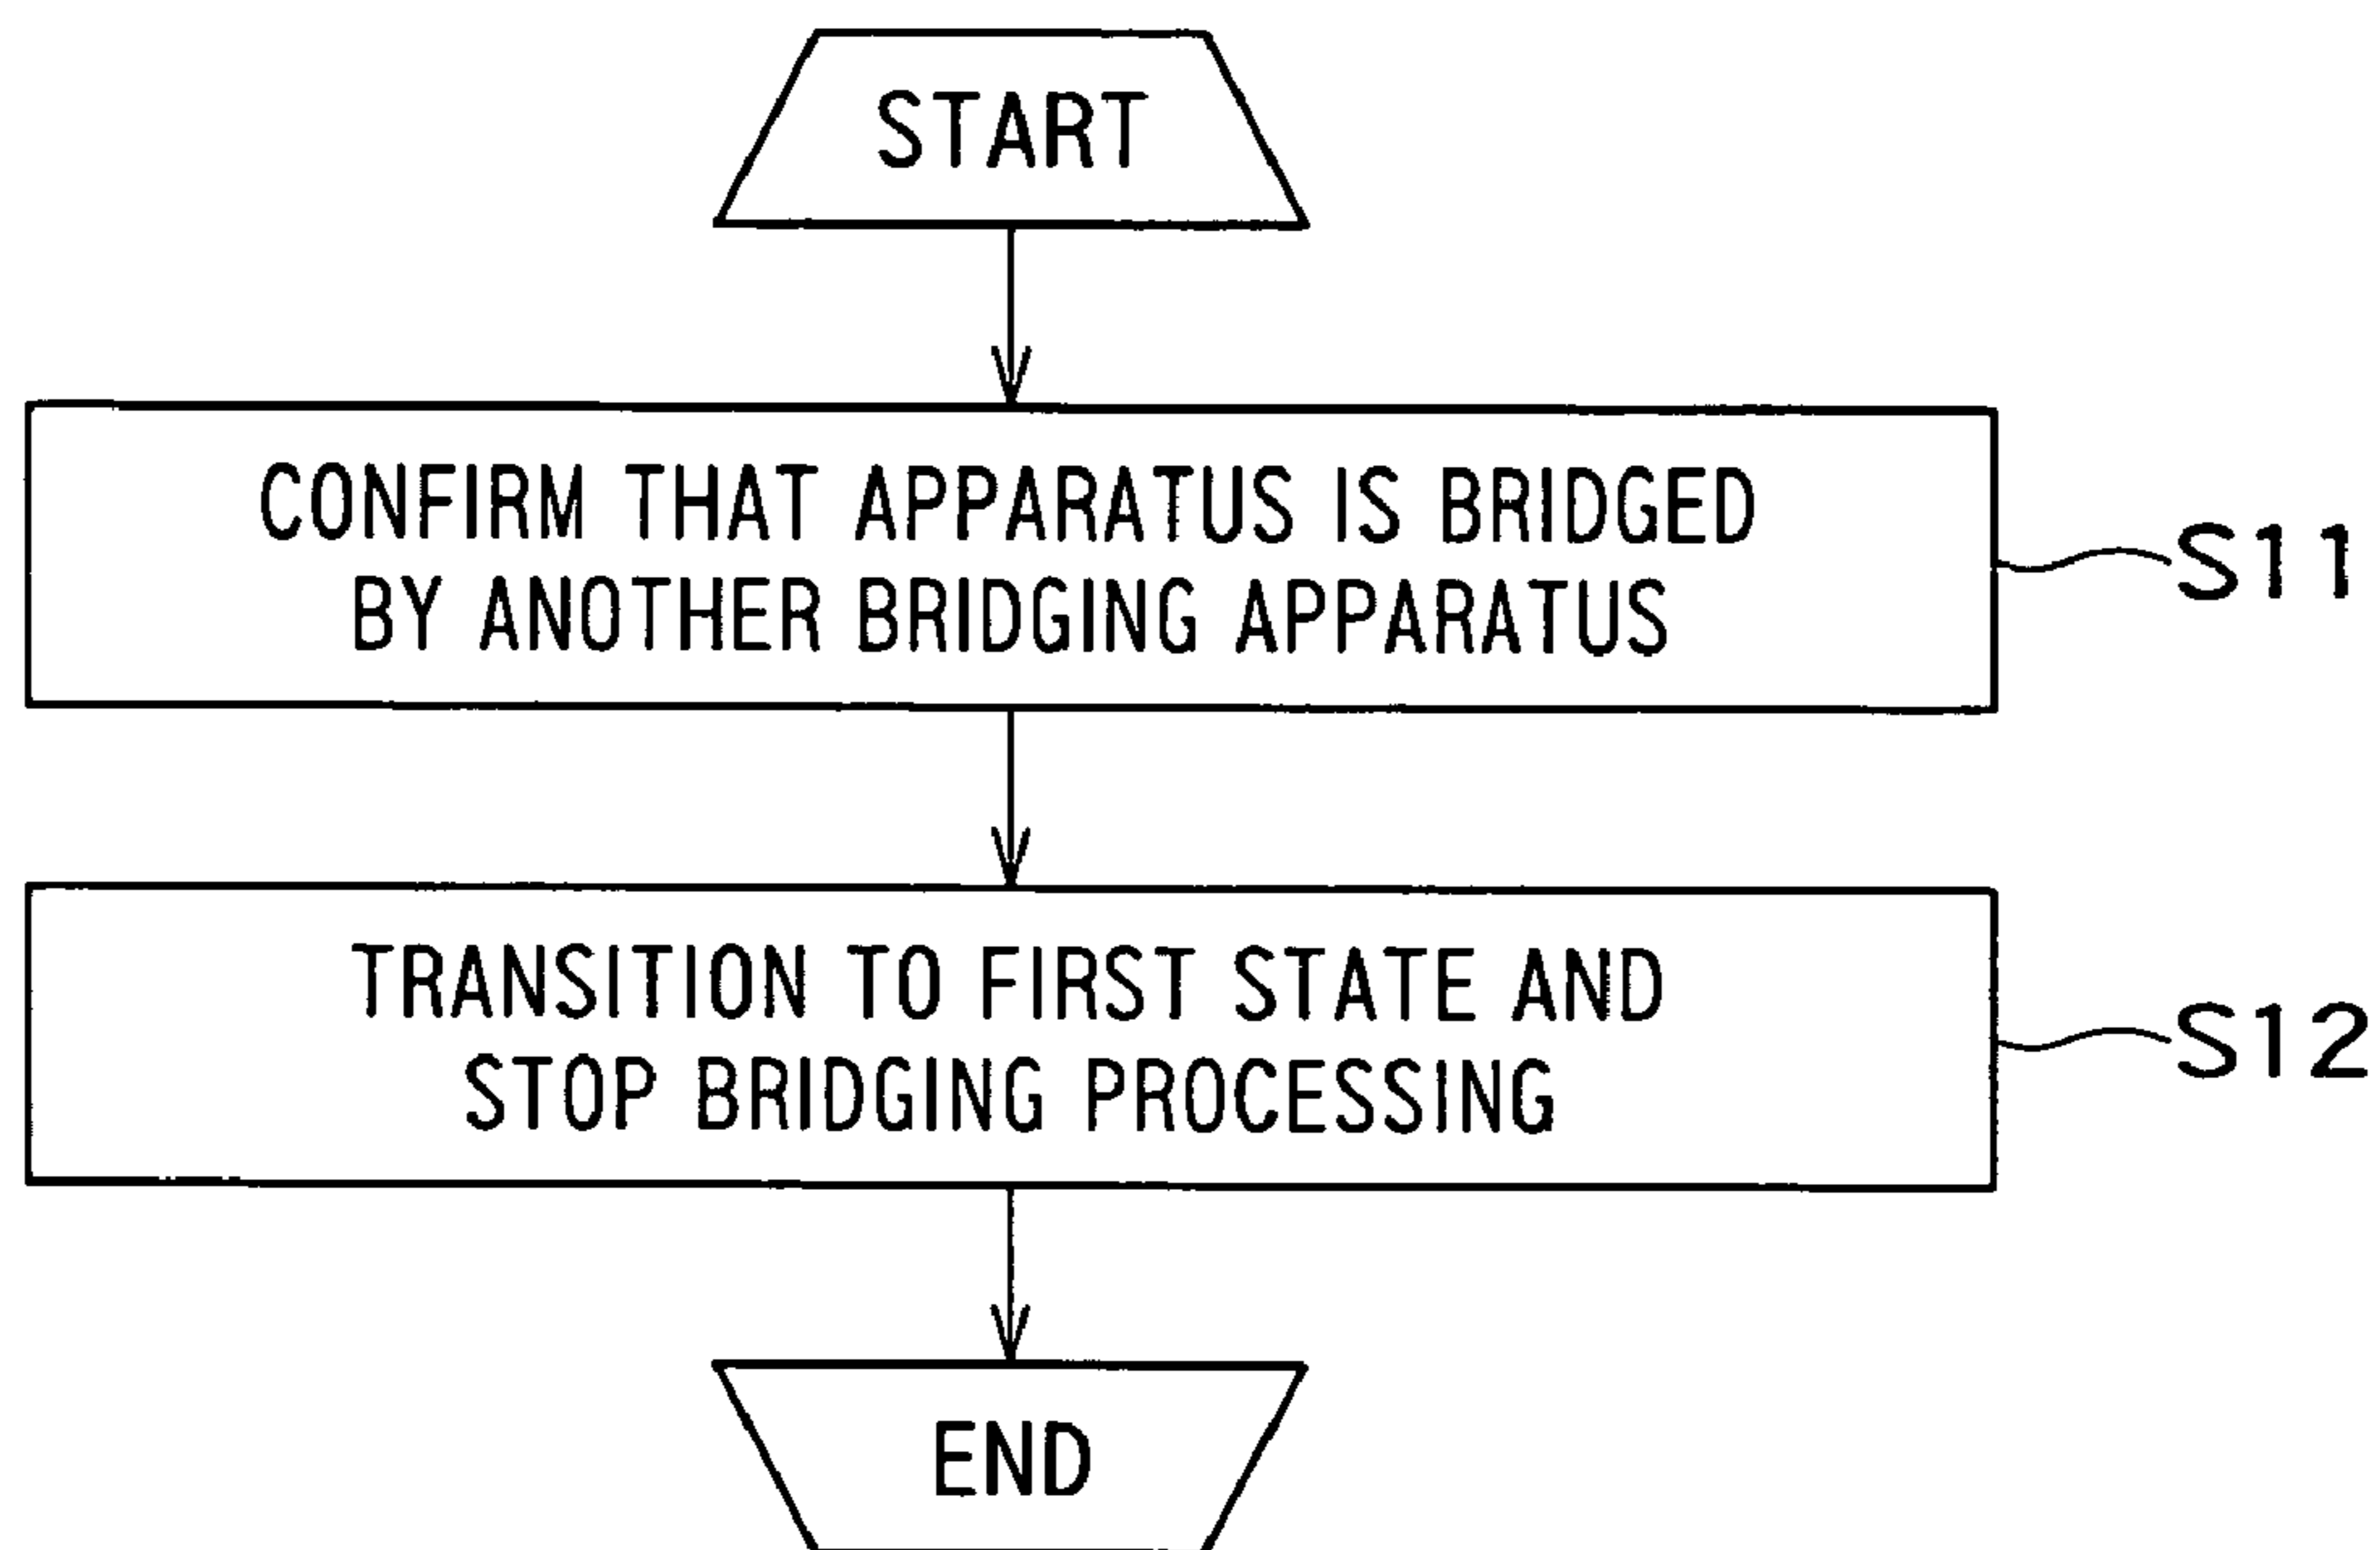 START
CONFIRM THAT APPARATUS IS BRIDGED
BY ANOTHER BRIDGING APPARATUS
S11
TRANSITION TO FIRST STATE AND
STOP BRIDGING PROCESSING
S12
END